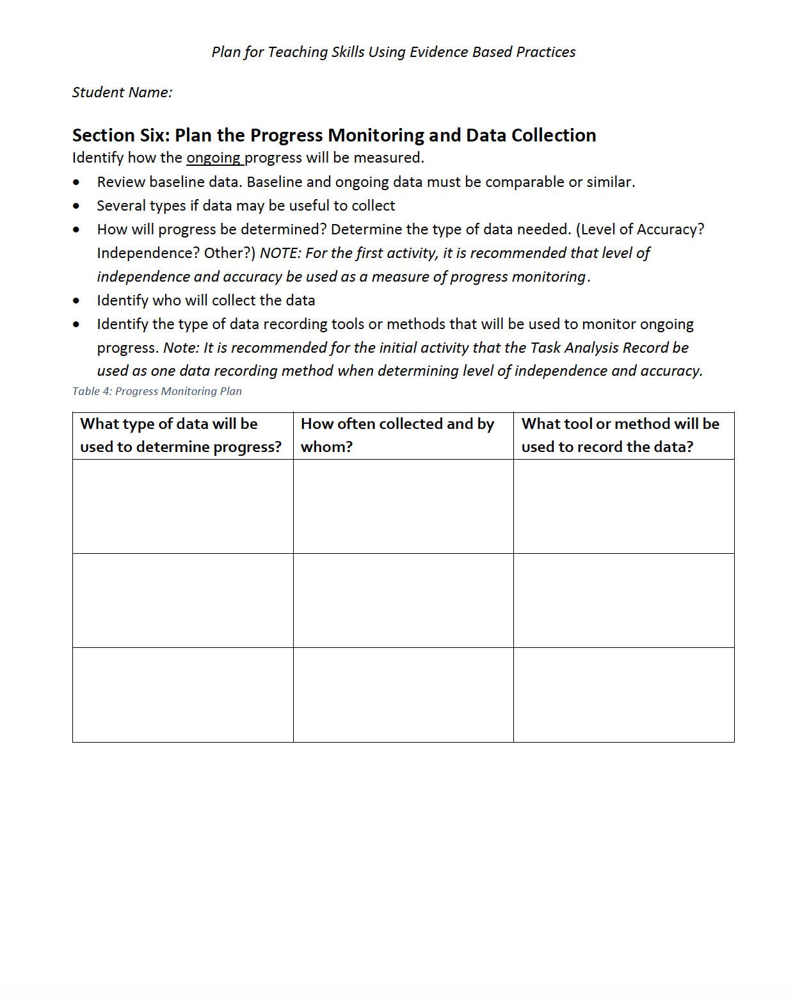 Plan for Teaching Skills Using Evidence Based Practices
Student Name:
Section Six: Plan the Progress Monitoring and Data Collection
Identify how the ongoing progress will be measured.
• Review baseline data. Baseline and ongoing data must be comparable or similar.
• Several types if data may be useful to collect
• How will progress be determined? Determine the type of data needed. (Level of Accuracy?
Independence? Other?) NOTE: For the first activity, it is recommended that level of
independence and accuracy be used as a measure of progress monitoring.
• Identify who will collect the data
• Identify the type of data recording tools or methods that will be used to monitor ongoing
progress. Note: It is recommended for the initial activity that the Task Analysis Record be
used as one data recording method when determining level of independence and accuracy.
Table 4: Progress Monitoring Plan
What type of data will be
used to determine progress?
How often collected and by
whom?
What tool or method will be
used to record the data?